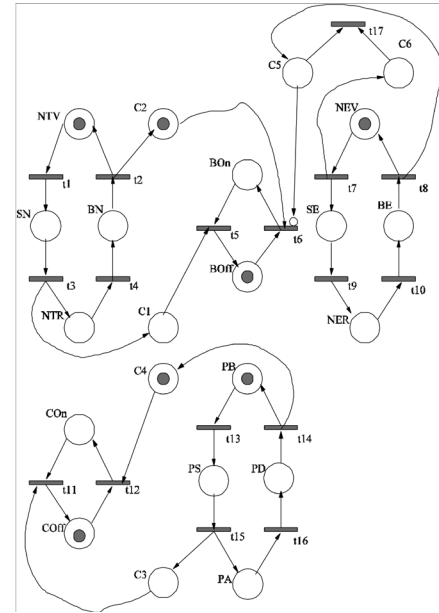 t17
C6
C5
NTV
C2
NEV
t1
t2
BOn
t7
t8
SN
BN
SE
BE
t5
t6
BOff
t3
t4
t9
t10
NTR
C1
NER
C4
PB
COn
t13
t14
PS
PD
t11
t12
COff
t15
t16
C3
PA